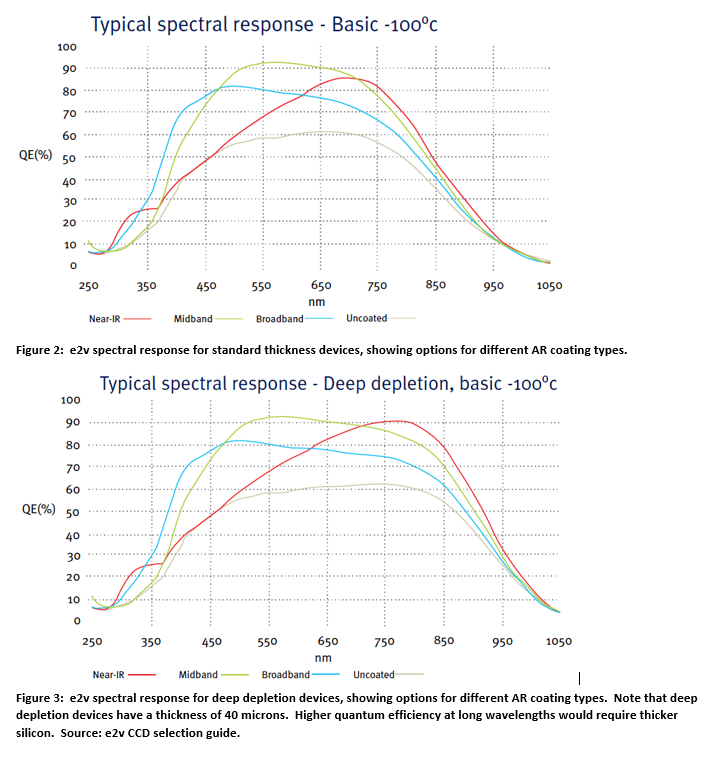 Typical spectral response - Basic -100°c
100
90
80
70
60
QE(%) 50
40
30
20
10
0
250 350 450 550 650 750 850 950 1050
nm
Near-IR Midband Broadband Uncoated
Figure 2: e2v spectral response for standard thickness devices, showing options for different AR coating types.
Typical spectral response - Deep depletion, basic -100°c
100
90
80
70
60
QE(%) 50
40
30
20
10
0
250 350 450 550 650 750 850 950 1050
nm
Near-IR Midband Broadband Uncoated
Figure 3: e2v spectral response for deep depletion devices, showing options for different AR coating types. Note that deep
depletion devices have a thickness of 40 microns. Higher quantum efficiency at long wavelengths would require thicker
silicon. Source: e2v CCD selection guide.